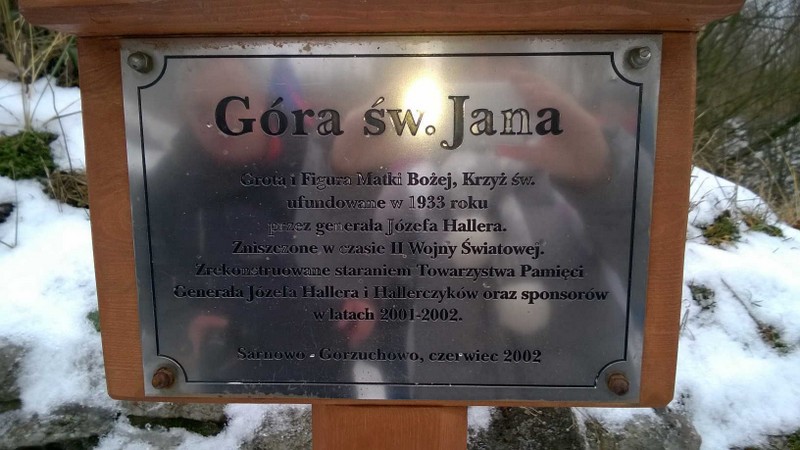 Góra św. Jana
Grota i Figura Matki Bożej, Krzyż św.
ufundowane w 1933 roku
przez generała Józefa Hallera.
Zniszczone w czasie II Wojny Światowej.
Zrekonstruowane staraniem Towarzystwa Pamięci
Generała Józefa Hallera i Hallerczyków oraz sponsorów
w latach 2001-2002.
Sarnowo - Gorzuchowo, czerwiec 2002